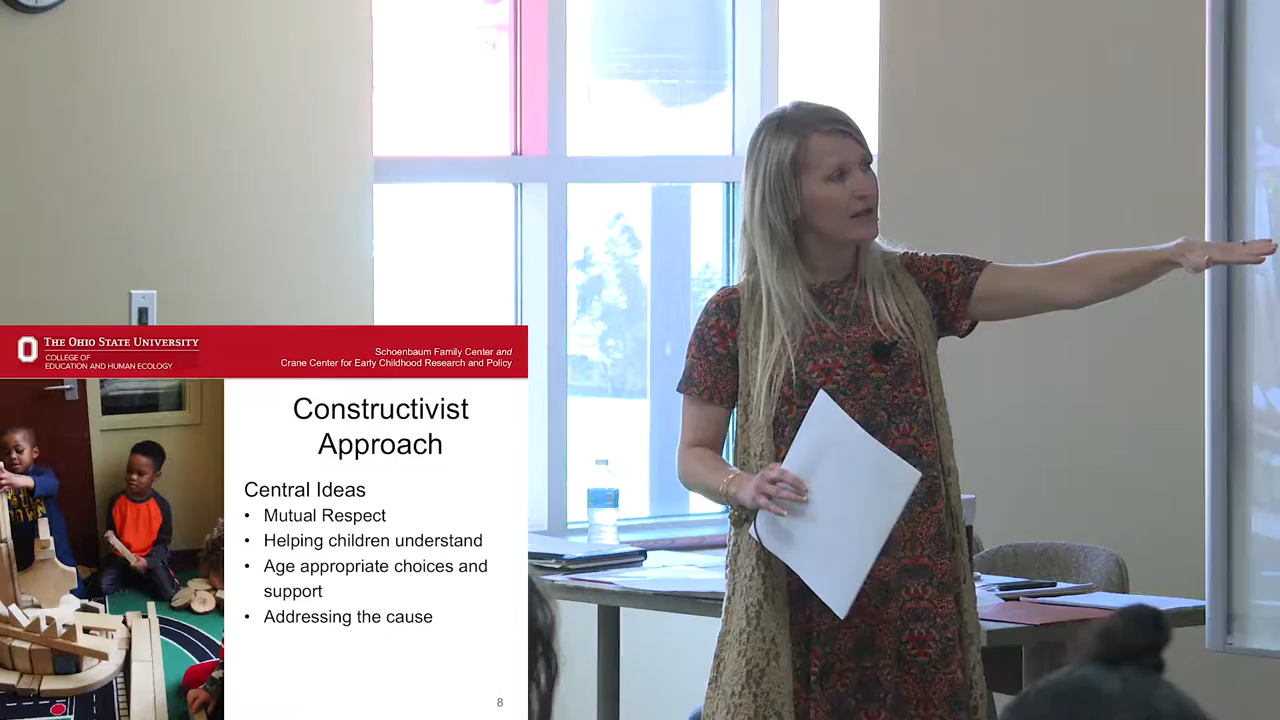 THE OHIO STATE UNIVERSITY
COLLEGE OF
EDUCATION AND HUMAN ECOLOGY
Schoenbaum Family Center and
Crane Center for Early Childhood Research and Policy
Constructivist
Approach
Central Ideas
• Mutual Respect
• Helping children understand
• Age appropriate choices and
support
• Addressing the cause
8